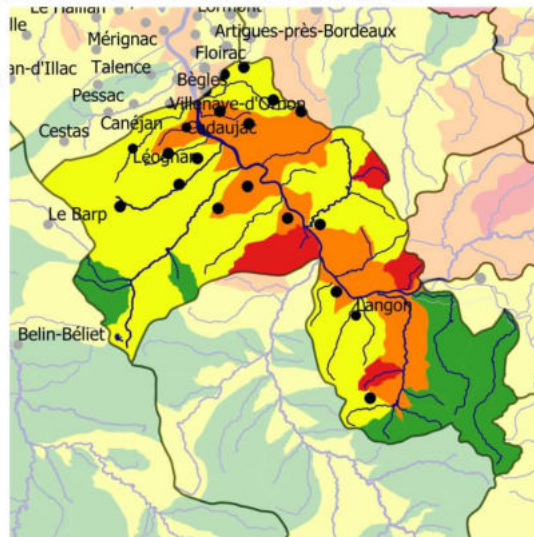 Le Haillan
Lormont
Artigues-près-Bordeaux
Mérignac
Floirac
an-d'Illac
Talence
Bègles
Pessac
Villenave-d'Ornon
Canéjan
Cadaujac
Cestas
Léognan
Le Barp
Langon
Belin-Béliet